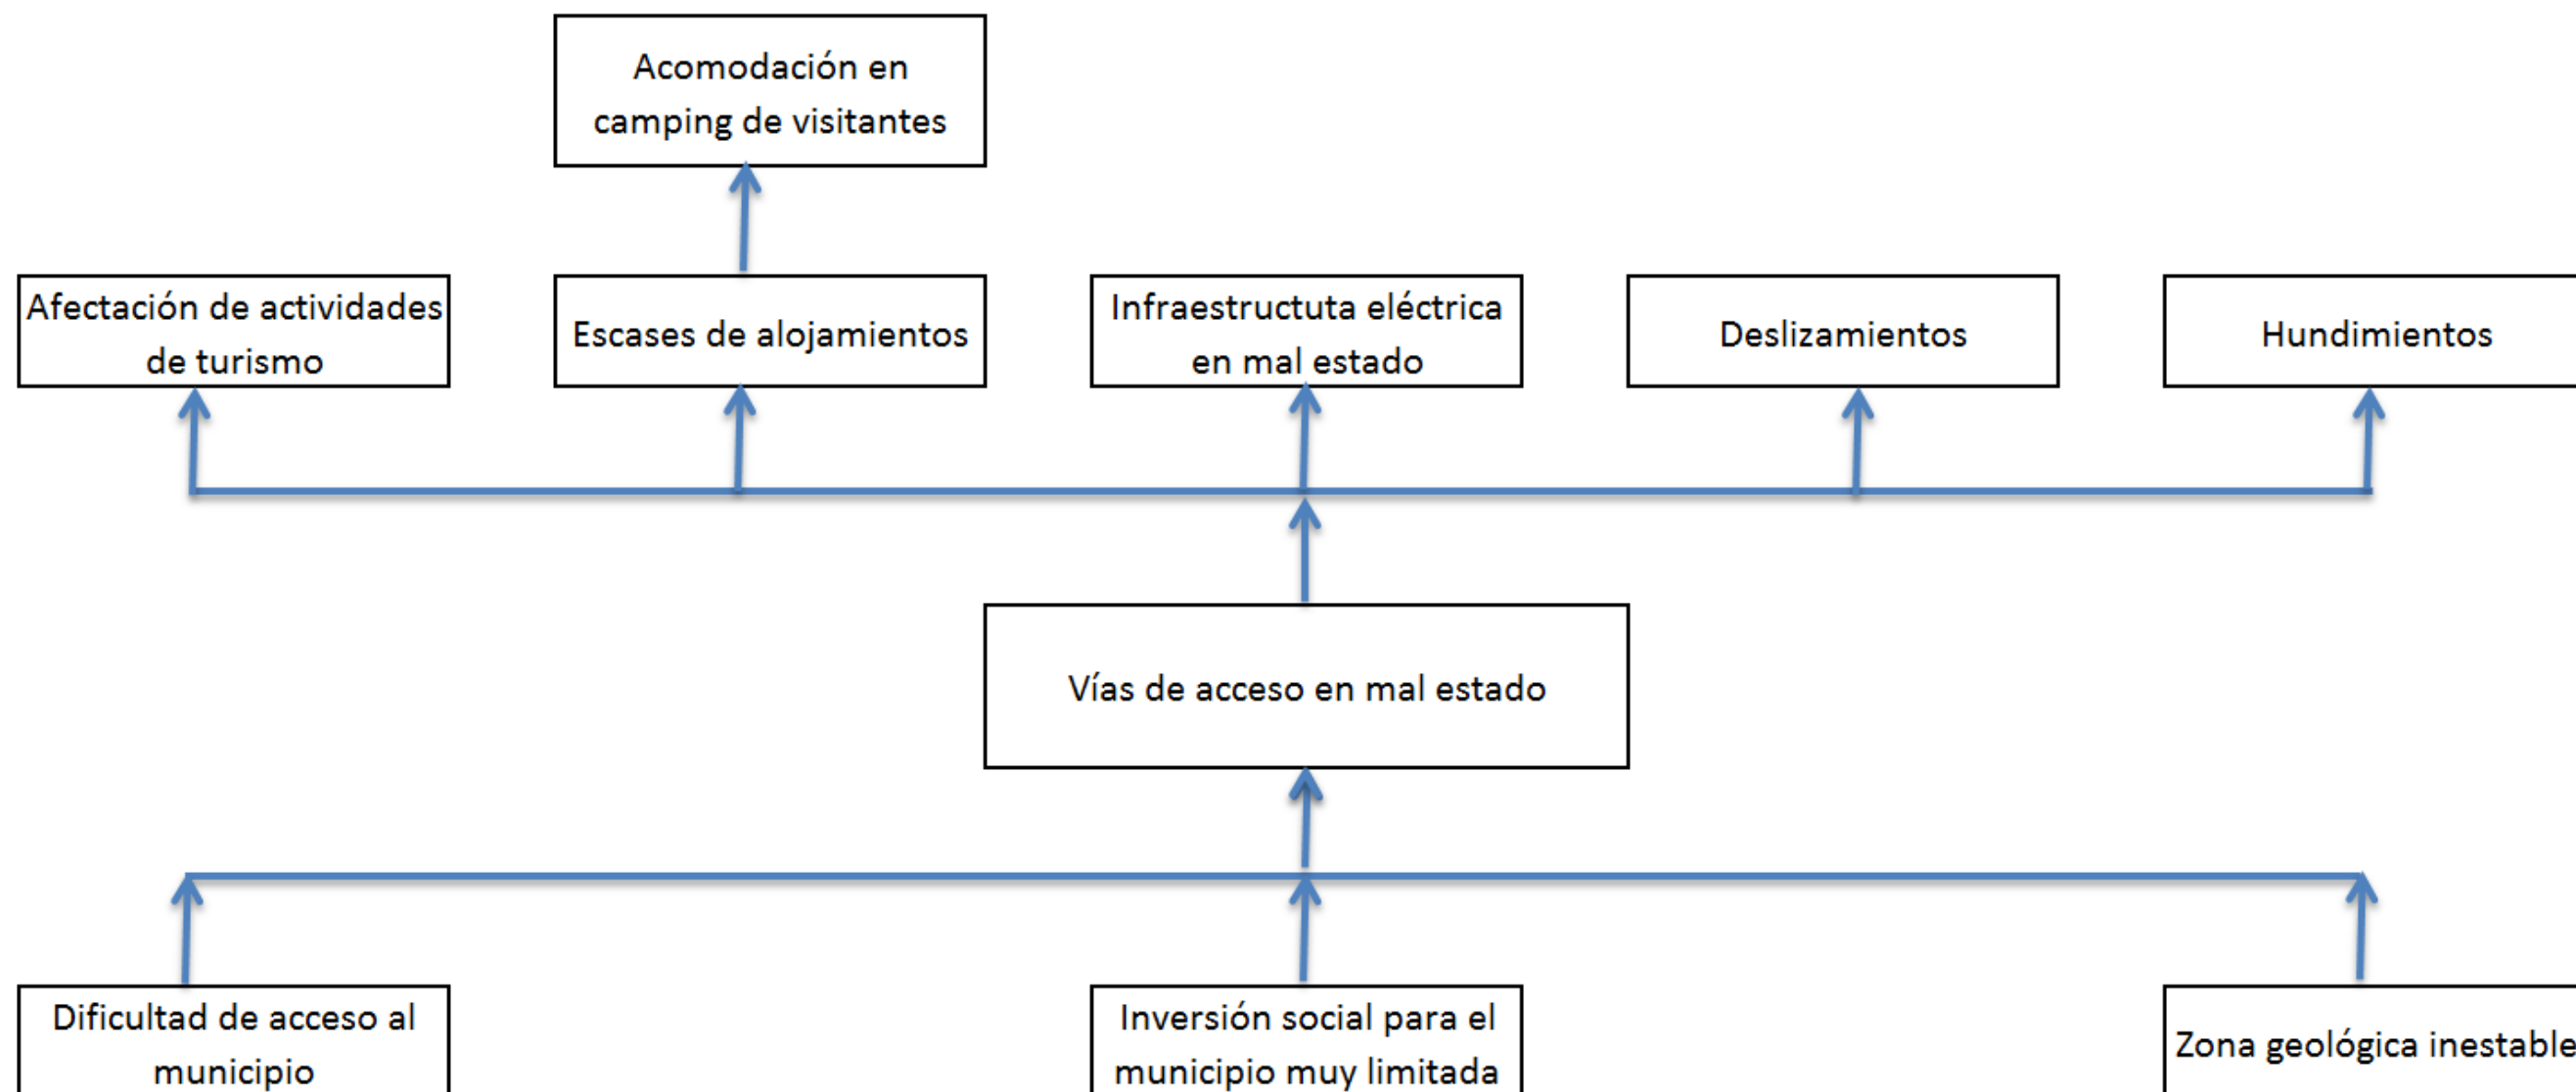 Acomodación en
camping de visitantes
Afectación de actividades
de turismo
Escases de alojamientos
Infraestructuta eléctrica
en mal estado
Deslizamientos
Hundimientos
Vías de acceso en mal estado
Dificultad de acceso al
municipio
Inversión social para el
municipio muy limitada
Zona geológica inestable